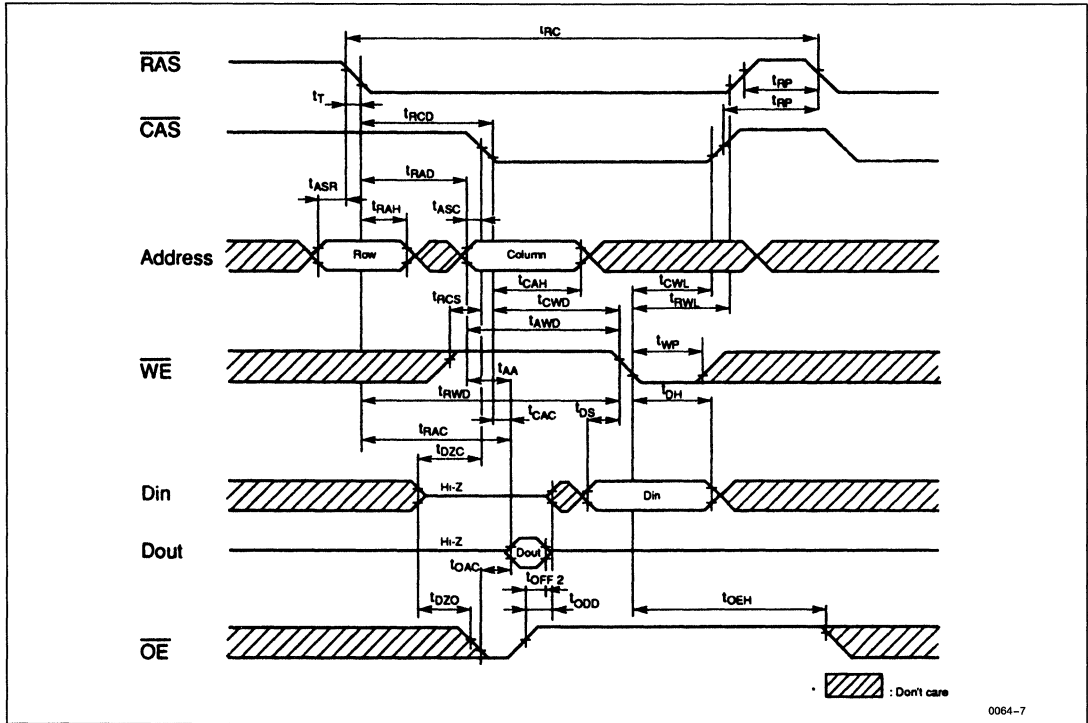 tRC
RAS
tRP
tT
tRP
tRCD
CAS
tRAD
tASR
tRAH
tASC
Address
Row
Column
tCAH
tCWL
tRCS
tCWD
tRWL
tAWD
WE
tWP
tAA
tRWD
tDH
tCAC
tDS
tRAC
tDZC
Din
HI-Z
Din
Dout
HI-Z
Dout
tOAC
tOFF 2
tDZO
tODD
tOEH
OE
: Don't care
0064–7